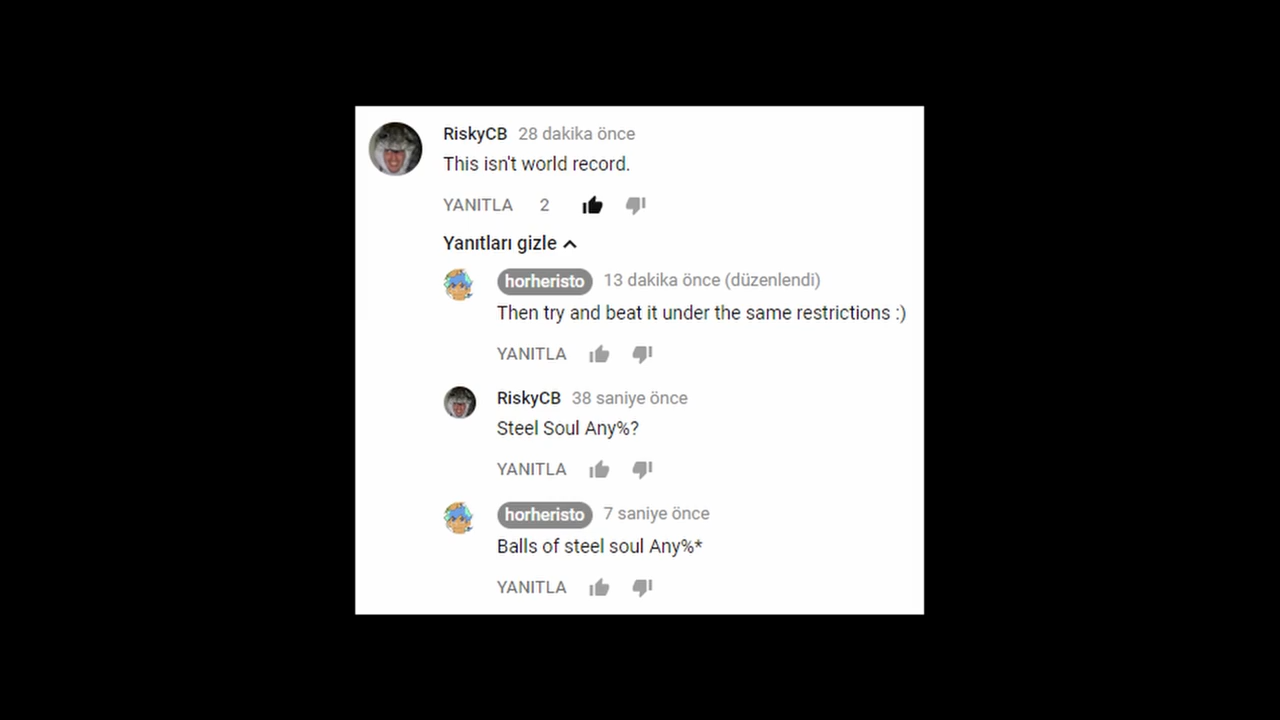 RiskyCB 28 dakika önce
This isn't world record.
YANITLA 2
Yanıtları gizle
horheristo 13 dakika önce (düzenlendi)
Then try and beat it under the same restrictions :)
YANITLA
RiskyCB 38 saniye önce
Steel Soul Any%?
YANITLA
horheristo 7 saniye önce
Balls of steel soul Any%*
YANITLA